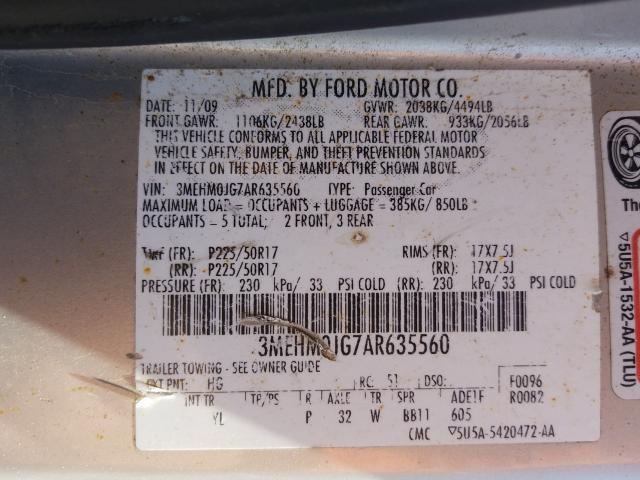 MFD. BY FORD MOTOR CO.
DATE: 11/09 GVWR: 2038KG/4494LB
FRONT GAWR: 1106KG/2438LB REAR GAWR: 933KG/2056LB
THIS VEHICLE CONFORMS TO ALL APPLICABLE FEDERAL MOTOR
VEHICLE SAFETY, BUMPER, AND THEFT PREVENTION STANDARDS
IN EFFECT ON THE DATE OF MANUFACTURE SHOWN ABOVE.
VIN: 3MEHM0JG7AR635560 TYPE: Passenger Car
MAXIMUM LOAD = OCCUPANTS + LUGGAGE = 385KG/ 850LB
OCCUPANTS = 5 TOTAL; 2 FRONT, 3 REAR
(FR): P225/50R17 RIMS (FR): 17X7.5J
(RR): P225/50R17 (RR): 17X7.5J
PRESSURE (FR): 230 kPa/ 33 PSI COLD (RR): 230 kPa/ 33 PSI COLD
3MEHM0JG7AR635560
TRAILER TOWING - SEE OWNER GUIDE
EXT PNT: HG RC: 51 DSO: F0096
R0082
INT TR TP/PS R AXLE TR SPR
YL P 32 W BB11 605
CMC ▽5U5A-5420472-AA
The
▽5U5A-1532-AA (TLU)